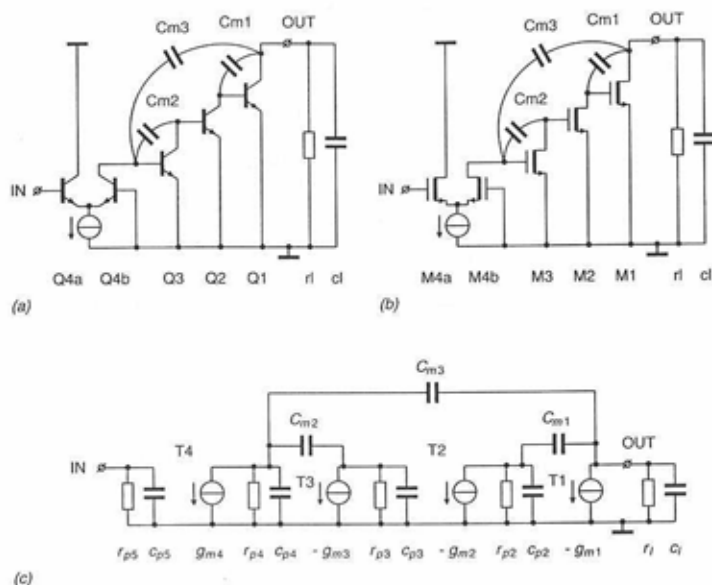 Cm3 Cm1 OUT
Cm2
IN
Q4a Q4b Q3 Q2 Q1 rl cl
(a)
Cm3 Cm1 OUT
Cm2
IN
M4a M4b M3 M2 M1 rl cl
(b)
Cm3
Cm2 Cm1
T4 T2 OUT
IN
T3 T1
rp5 cp5 gm4 rp4 cp4 - gm3 rp3 cp3 - gm2 rp2 cp2 - gm1 rl cl
(c)